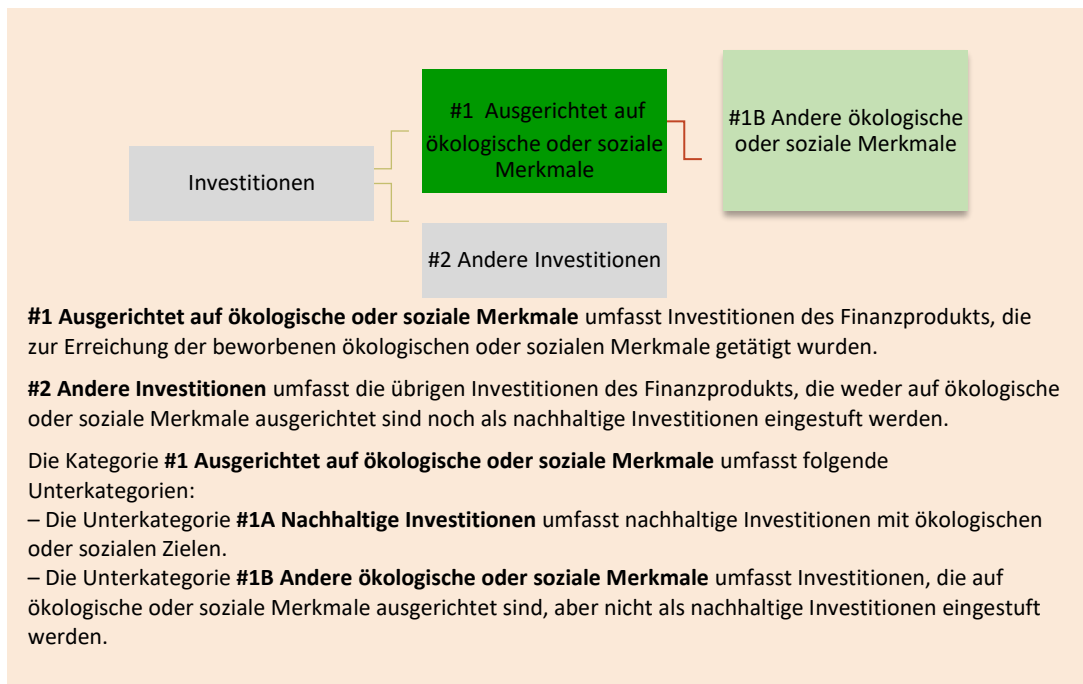 #1 Ausgerichtet auf
ökologische oder soziale
Merkmale
#1B Andere ökologische
oder soziale Merkmale
Investitionen
#2 Andere Investitionen
#1 Ausgerichtet auf ökologische oder soziale Merkmale umfasst Investitionen des Finanzprodukts, die
zur Erreichung der beworbenen ökologischen oder sozialen Merkmale getätigt wurden.
#2 Andere Investitionen umfasst die übrigen Investitionen des Finanzprodukts, die weder auf ökologische
oder soziale Merkmale ausgerichtet sind noch als nachhaltige Investitionen eingestuft werden.
Die Kategorie #1 Ausgerichtet auf ökologische oder soziale Merkmale umfasst folgende
Unterkategorien:
– Die Unterkategorie #1A Nachhaltige Investitionen umfasst nachhaltige Investitionen mit ökologischen
oder sozialen Zielen.
– Die Unterkategorie #1B Andere ökologische oder soziale Merkmale umfasst Investitionen, die auf
ökologische oder soziale Merkmale ausgerichtet sind, aber nicht als nachhaltige Investitionen eingestuft
werden.